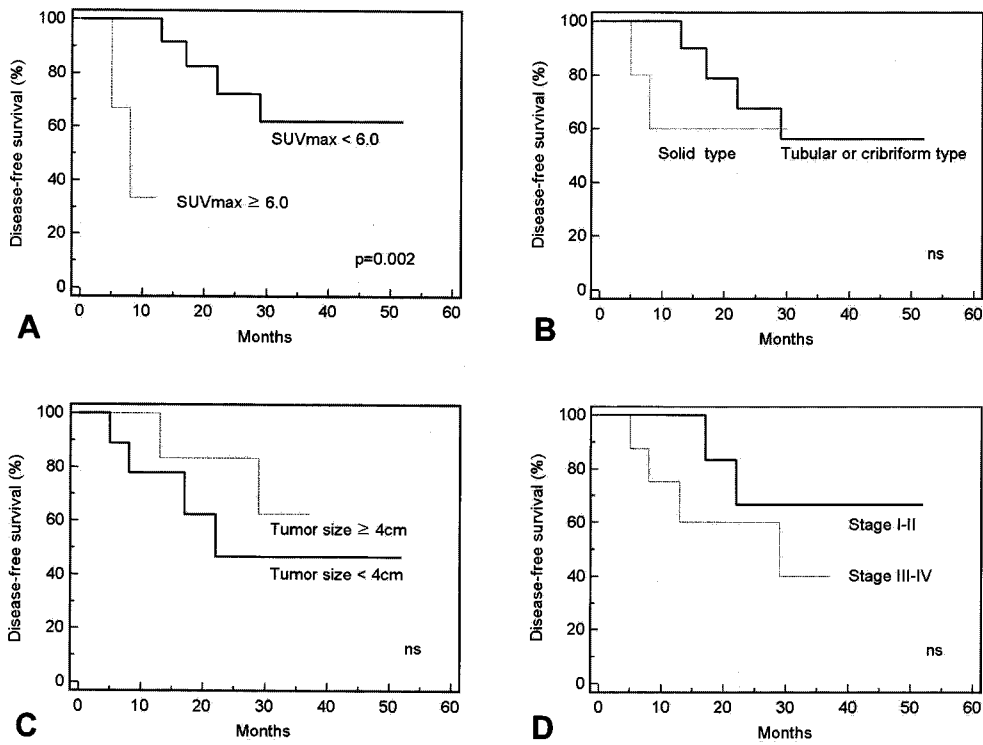 Disease-free survival (%)
100
80
60
40
20
0
SUVmax < 6.0
SUVmax ≥ 6.0
p=0.002
0 10 20 30 40 50 60
Months
A
Disease-free survival (%)
100
80
60
40
20
0
Solid type
Tubular or cribriform type
ns
0 10 20 30 40 50 60
Months
B
Disease-free survival (%)
100
80
60
40
20
0
Tumor size ≥ 4cm
Tumor size < 4cm
ns
0 10 20 30 40 50 60
Months
C
Disease-free survival (%)
100
80
60
40
20
0
Stage I-II
Stage III-IV
ns
0 10 20 30 40 50 60
Months
D